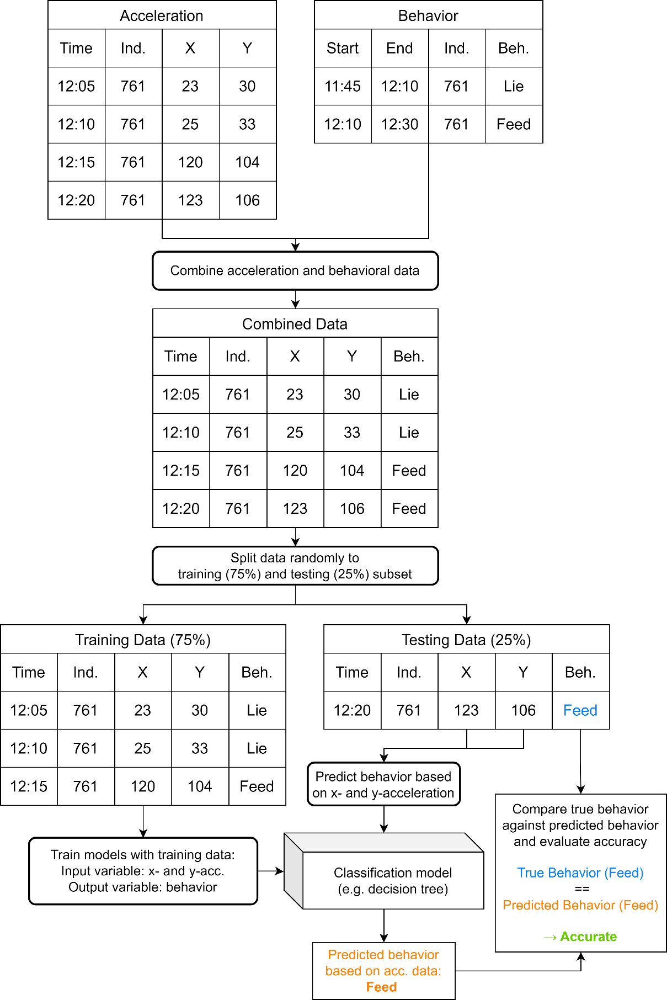 Acceleration
Time Ind. X Y
12:05 761 23 30
12:10 761 25 33
12:15 761 120 104
12:20 761 123 106
Behavior
Start End Ind. Beh.
11:45 12:10 761 Lie
12:10 12:30 761 Feed
Combine acceleration and behavioral data
Combined Data
Time Ind. X Y Beh.
12:05 761 23 30 Lie
12:10 761 25 33 Lie
12:15 761 120 104 Feed
12:20 761 123 106 Feed
Split data randomly to
training (75%) and testing (25%) subset
Training Data (75%)
Time Ind. X Y Beh.
12:05 761 23 30 Lie
12:10 761 25 33 Lie
12:15 761 120 104 Feed
Testing Data (25%)
Time Ind. X Y Beh.
12:20 761 123 106 Feed
Train models with training data:
Input variable: x- and y-acc.
Output variable: behavior
Predict behavior based
on x- and y-acceleration
Classification model
(e.g. decision tree)
Predicted behavior
based on acc. data:
Feed
Compare true behavior
against predicted behavior
and evaluate accuracy
True Behavior (Feed)
==
Predicted Behavior (Feed)
→ Accurate